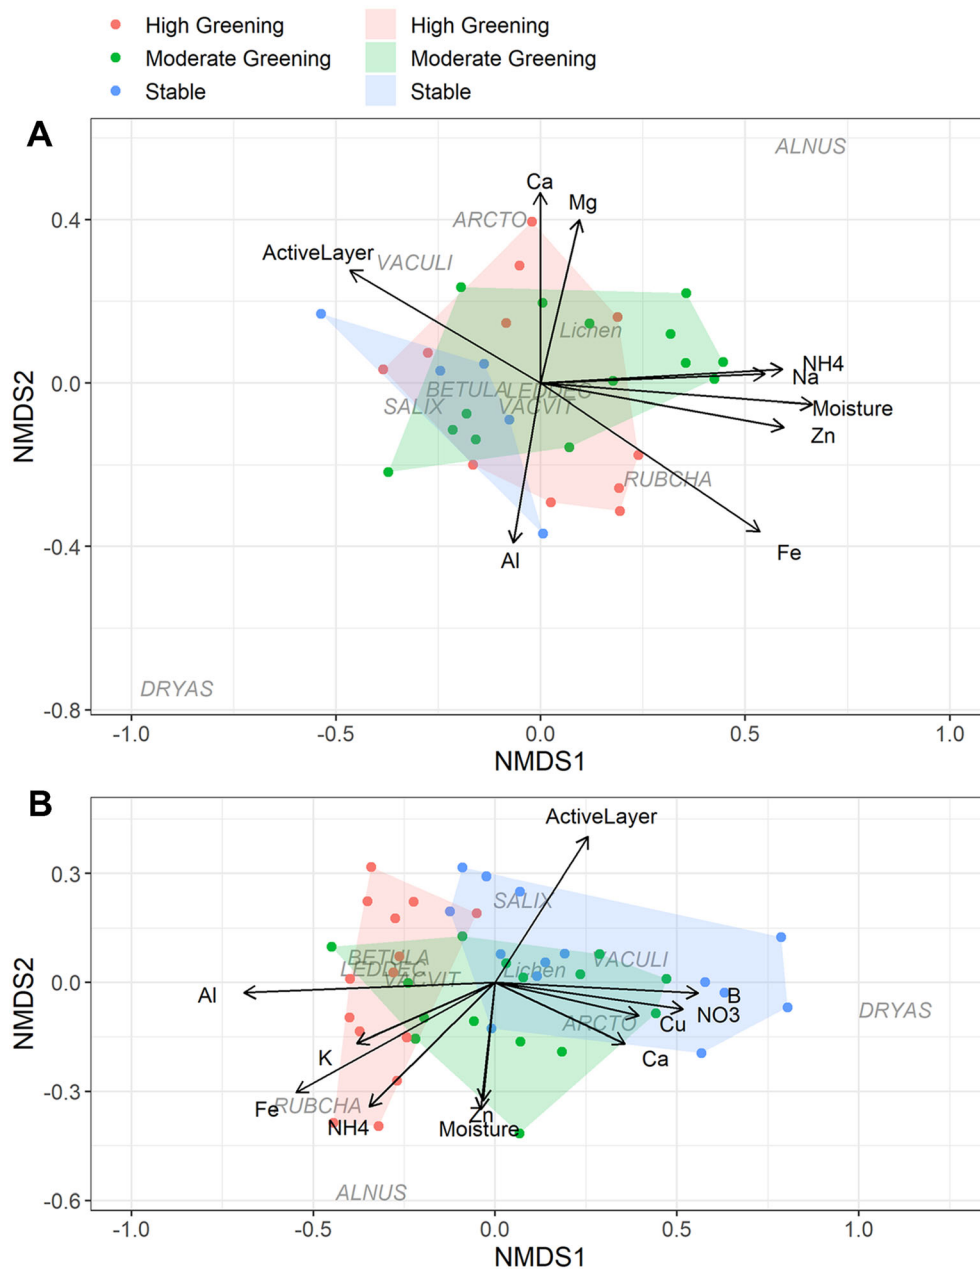 High Greening High Greening
Moderate Greening Moderate Greening
Stable Stable
A
ALNUS
Ca
Mg
ARCTO
ActiveLayer
VACULI
0.4
Lichen
NH4
Na
0.0
BETULA LEDDEC
SALIX VACVIT
Moisture
Zn
RUBCHA
-0.4
Al
Fe
DRYAS
-0.8
NMDS2
-1.0 -0.5 0.0 0.5 1.0
NMDS1
B
ActiveLayer
0.3
SALIX
BETULA
LEDDEC
VACVIT
Lichen
VACULI
0.0
Al
B
NO3
DRYAS
Cu
ARCTO
Ca
K
-0.3
Fe
RUBCHA
NH4
Zn
Moisture
ALNUS
-0.6
NMDS2
-1.0 -0.5 0.0 0.5 1.0
NMDS1